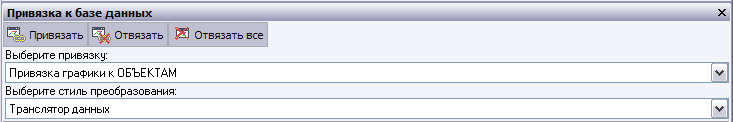 Привязка к базе данных
Привязать Отвязать Отвязать все
Выберите привязку:
Привязка графики к ОБЪЕКТАМ
Выберите стиль преобразования:
Транслятор данных